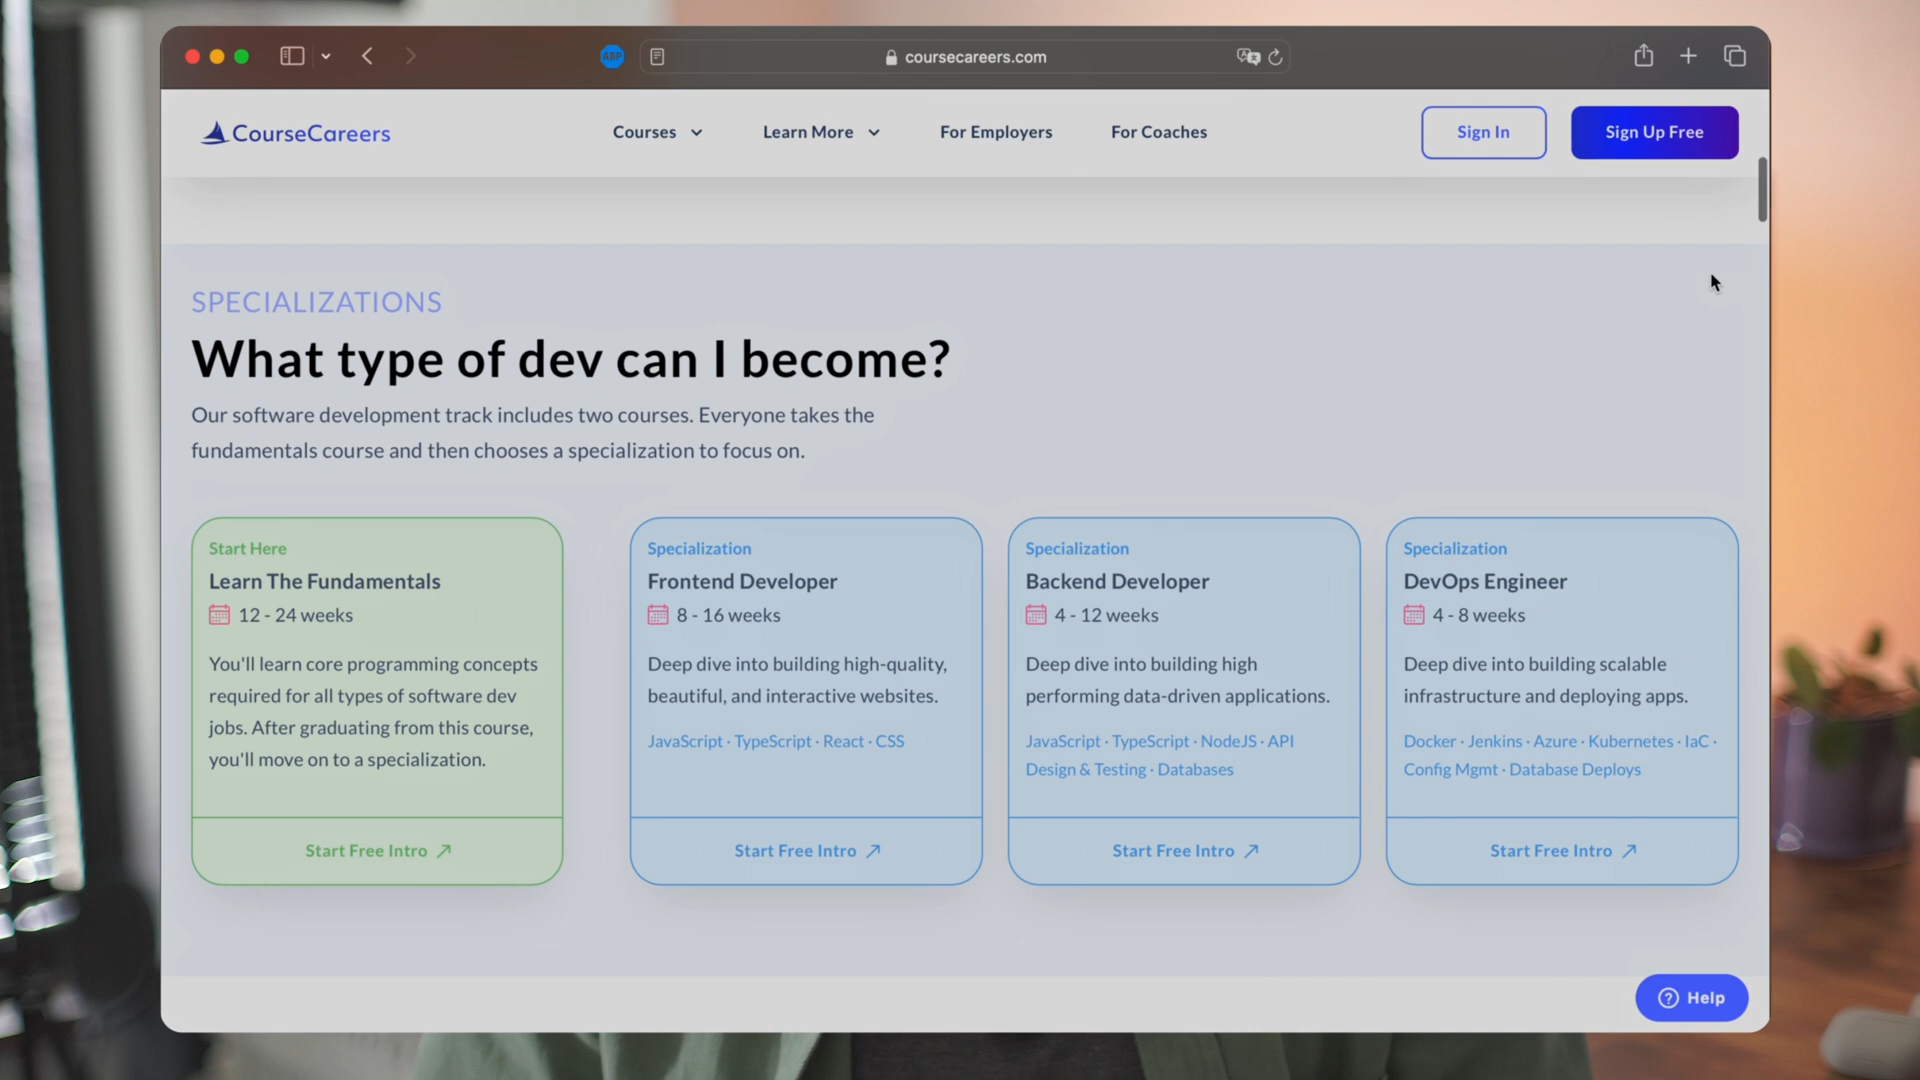 ABP
coursecareers.com
CourseCareers
Courses
Learn More
For Employers
For Coaches
Sign In
Sign Up Free
SPECIALIZATIONS
What type of dev can I become?
Our software development track includes two courses. Everyone takes the
fundamentals course and then chooses a specialization to focus on.
Start Here
Learn The Fundamentals
12 - 24 weeks
You'll learn core programming concepts
required for all types of software dev
jobs. After graduating from this course,
you'll move on to a specialization.
Start Free Intro
Specialization
Frontend Developer
8 - 16 weeks
Deep dive into building high-quality,
beautiful, and interactive websites.
JavaScript · TypeScript · React · CSS
Start Free Intro
Specialization
Backend Developer
4 - 12 weeks
Deep dive into building high
performing data-driven applications.
JavaScript · TypeScript · NodeJS · API
Design & Testing · Databases
Start Free Intro
Specialization
DevOps Engineer
4 - 8 weeks
Deep dive into building scalable
infrastructure and deploying apps.
Docker · Jenkins · Azure · Kubernetes · IaC ·
Config Mgmt · Database Deploys
Start Free Intro
? Help